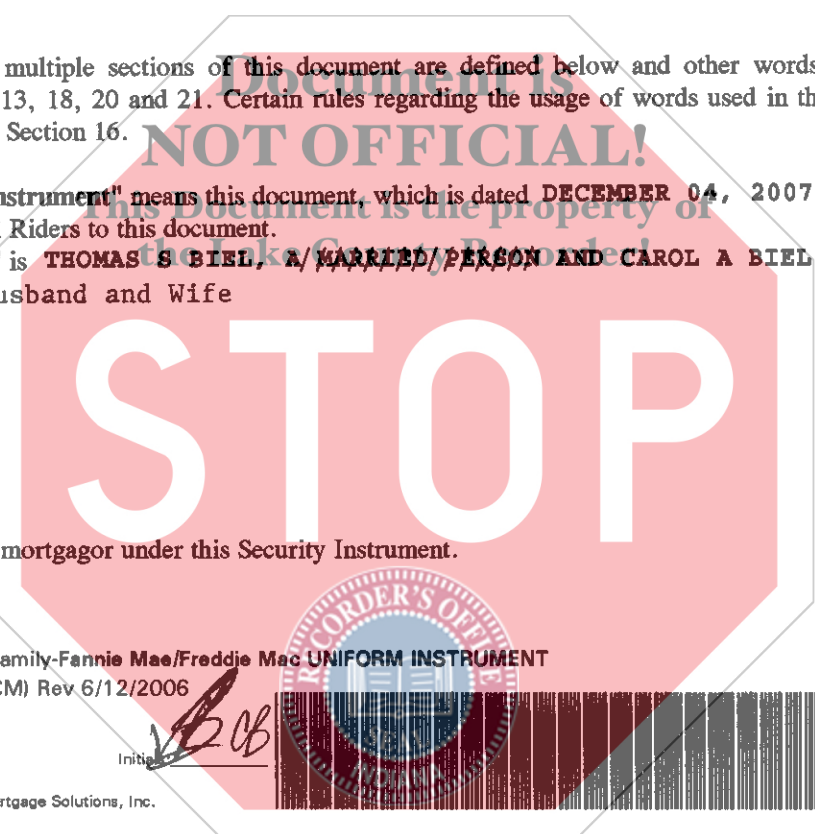 Document is
multiple sections of this document are defined below and other words
13, 18, 20 and 21. Certain rules regarding the usage of words used in th
Section 16.
NOT OFFICIAL!
nstrument" means this document, which is dated DECEMBER 04, 2007
This Document is the property of
Riders to this document.
the Lake County Recorder!
is THOMAS S BIEL, A/MARRIED/PERSON AND CAROL A BIEL
usband and Wife
STOP
mortgagor under this Security Instrument.
RECORDER'S OFFICE
amily-Fannie Mae/Freddie Mac UNIFORM INSTRUMENT
CM) Rev 6/12/2006
CB
Initia
SEAL
INDIANA
rtgage Solutions, Inc.